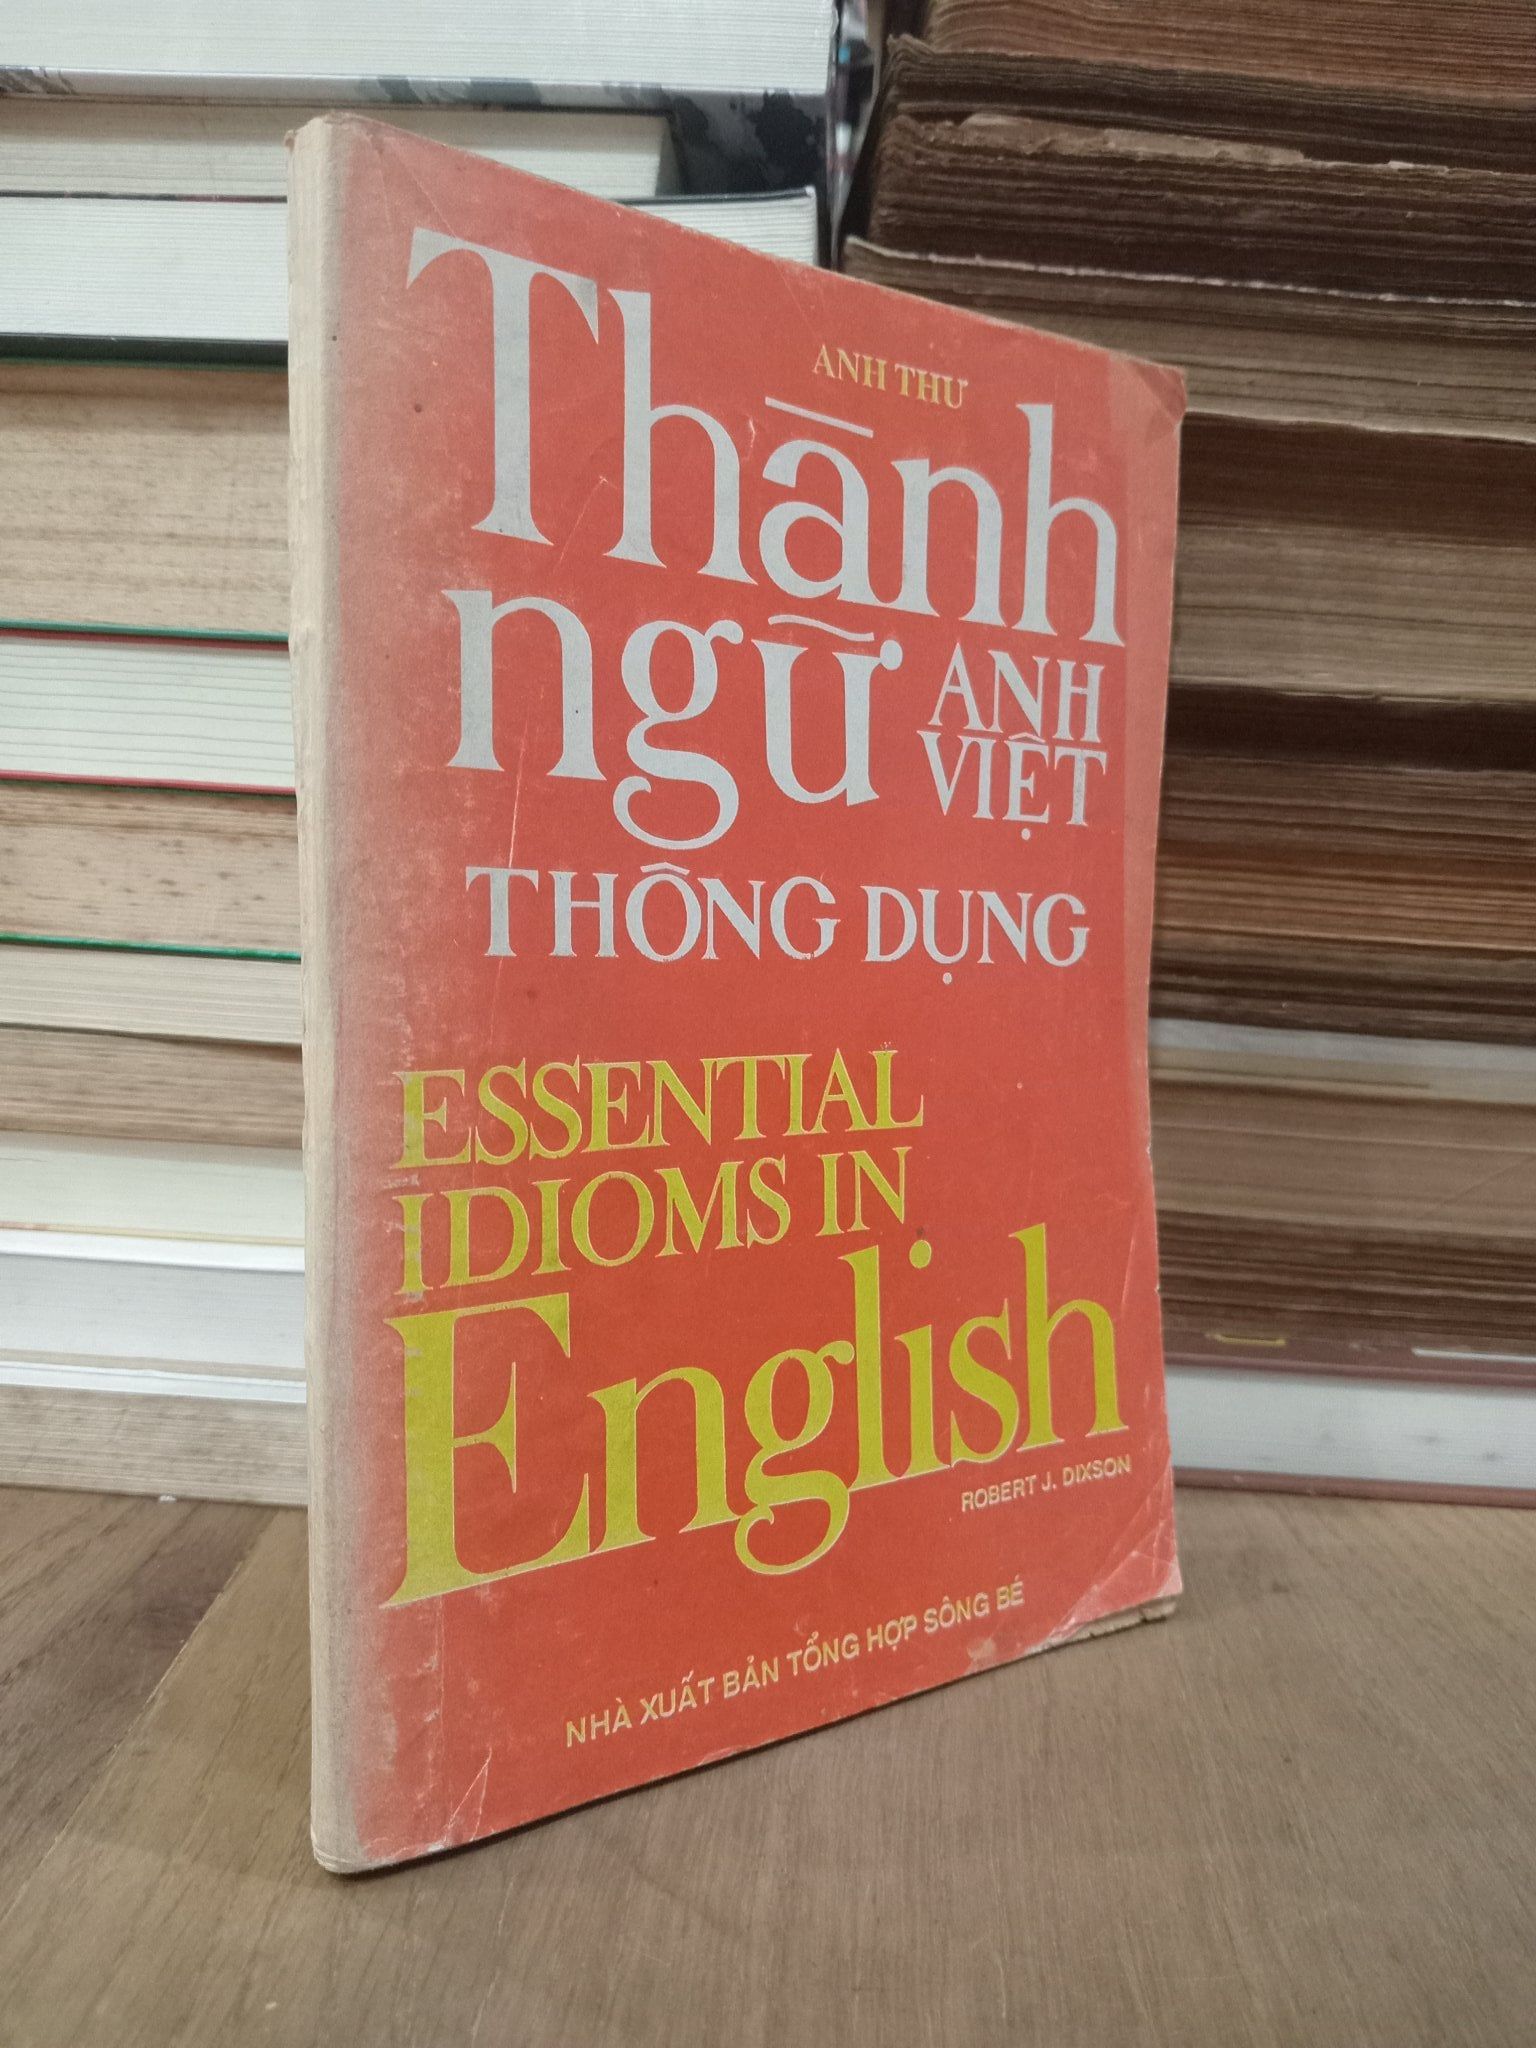 ANH THƯ
Thành
ngữ ANH
VIỆT
THÔNG DỤNG
ESSENTIAL
IDIOMS IN
English
ROBERT J. DIXSON
NHÀ XUẤT BẢN TỔNG HỢP SÔNG BÉ